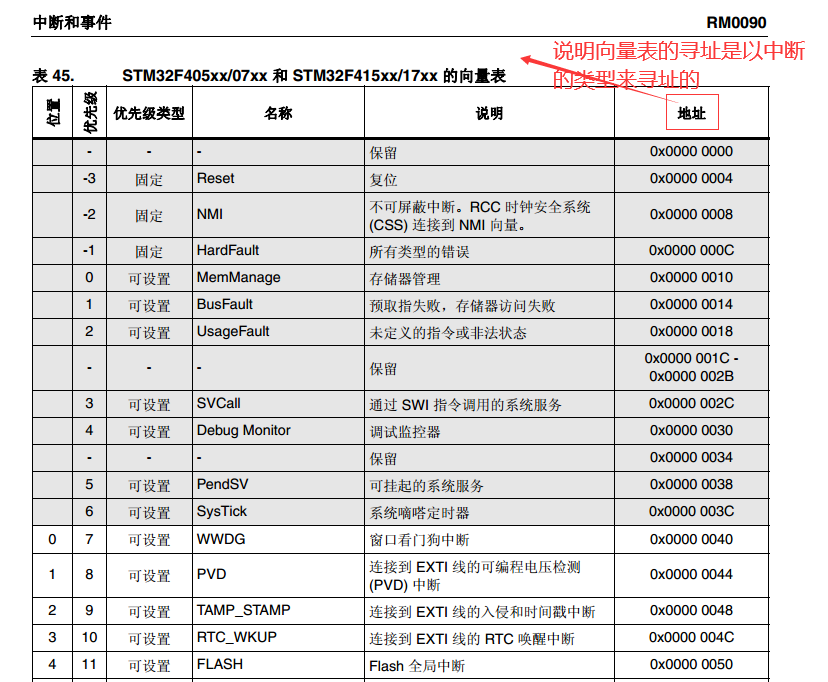 中断和事件 RM0090
说明向量表的寻址是以中断
的类型来寻址的
表 45. STM32F405xx/07xx 和 STM32F415xx/17xx 的向量表
位置 优先级 优先级类型 名称 说明 地址
- - - 保留 0x0000 0000
-3 固定 Reset 复位 0x0000 0004
-2 固定 NMI 不可屏蔽中断。RCC 时钟安全系统
(CSS) 连接到 NMI 向量。 0x0000 0008
-1 固定 HardFault 所有类型的错误 0x0000 000C
0 可设置 MemManage 存储器管理 0x0000 0010
1 可设置 BusFault 预取指失败，存储器访问失败 0x0000 0014
2 可设置 UsageFault 未定义的指令或非法状态 0x0000 0018
- - - 保留 0x0000 001C -
0x0000 002B
3 可设置 SVCall 通过 SWI 指令调用的系统服务 0x0000 002C
4 可设置 Debug Monitor 调试监控器 0x0000 0030
- - - 保留 0x0000 0034
5 可设置 PendSV 可挂起的系统服务 0x0000 0038
6 可设置 SysTick 系统嘀嗒定时器 0x0000 003C
0 7 可设置 WWDG 窗口看门狗中断 0x0000 0040
1 8 可设置 PVD 连接到 EXTI 线的可编程电压检测
(PVD) 中断 0x0000 0044
2 9 可设置 TAMP_STAMP 连接到 EXTI 线的入侵和时间戳中断 0x0000 0048
3 10 可设置 RTC_WKUP 连接到 EXTI 线的 RTC 唤醒中断 0x0000 004C
4 11 可设置 FLASH Flash 全局中断 0x0000 0050